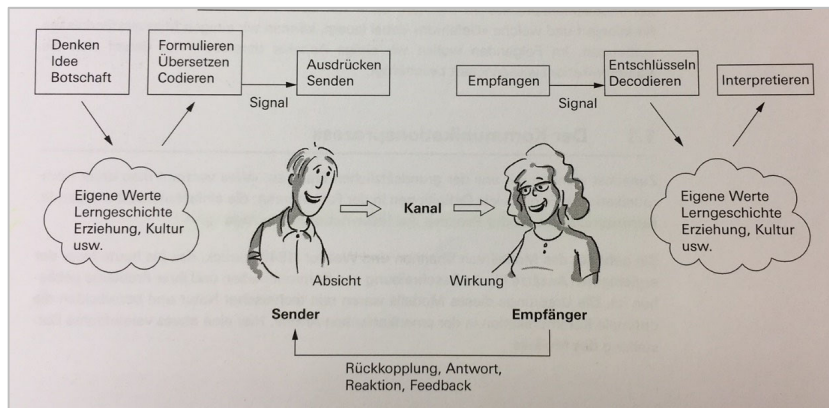 Denken
Idee
Botschaft
Formulieren
Übersetzen
Codieren
Signal
Ausdrücken
Senden
Empfangen
Signal
Entschlüsseln
Decodieren
Interpretieren
Eigene Werte
Lerngeschichte
Erziehung, Kultur
usw.
Kanal
Eigene Werte
Lerngeschichte
Erziehung, Kultur
usw.
Absicht
Wirkung
Sender
Empfänger
Rückkopplung, Antwort,
Reaktion, Feedback